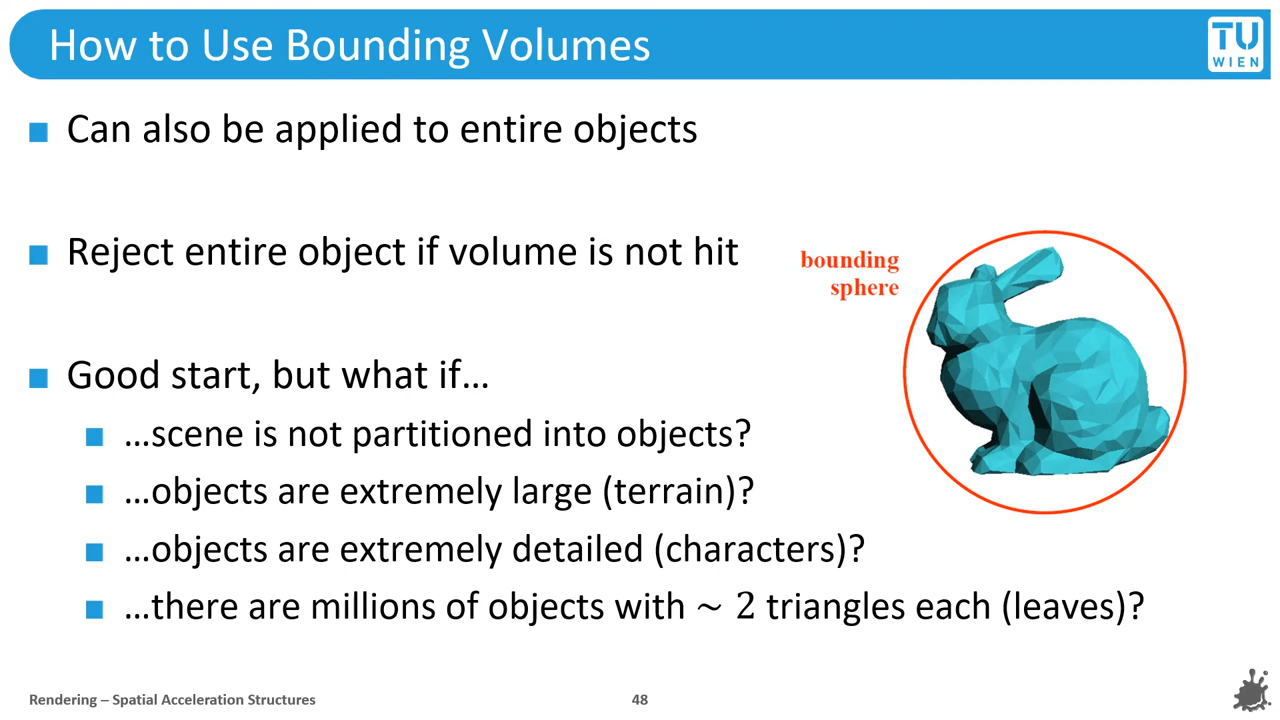 How to Use Bounding Volumes
TU
WIEN
Can also be applied to entire objects
Reject entire object if volume is not hit
bounding
sphere
Good start, but what if…
…scene is not partitioned into objects?
…objects are extremely large (terrain)?
…objects are extremely detailed (characters)?
…there are millions of objects with ~ 2 triangles each (leaves)?
Rendering – Spatial Acceleration Structures
48